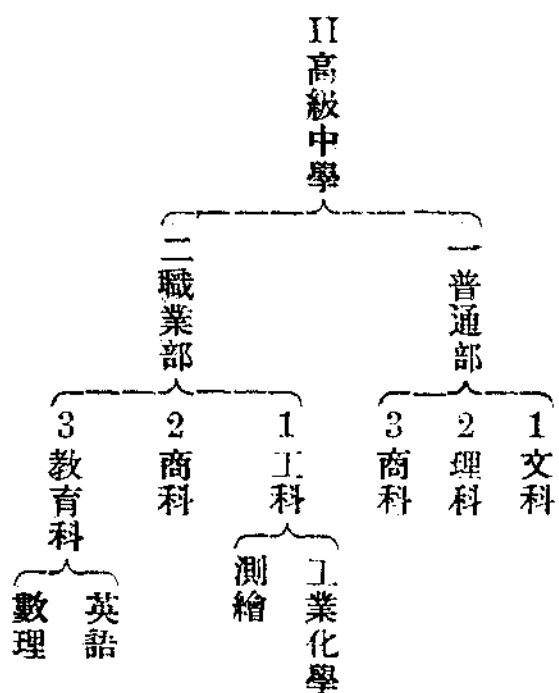 II高級中學
一普通部
1文科
2理科
3商科
二職業部
1工科
工業化學
測繪
2商科
3教育科
英語
數理